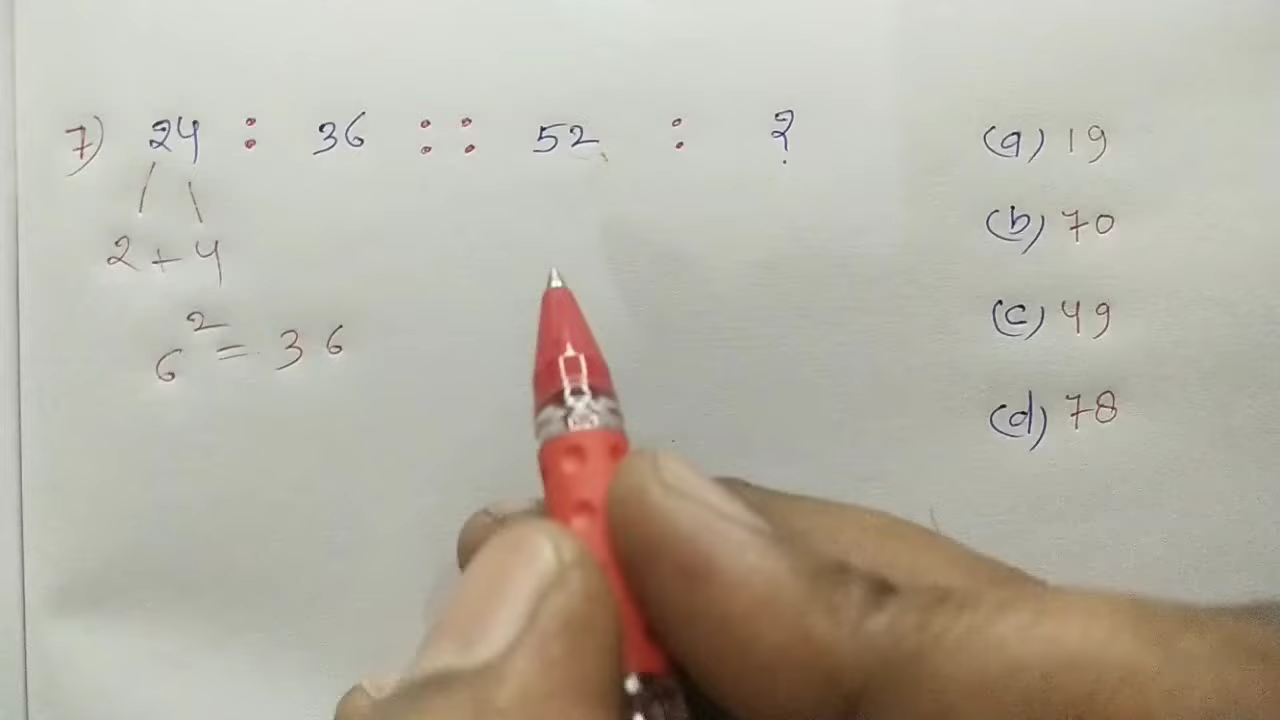 7) 24 : 36 :: 52 : ?
(a) 19
(b) 70
2 + 4
(c) 49
6² = 36
(d) 78